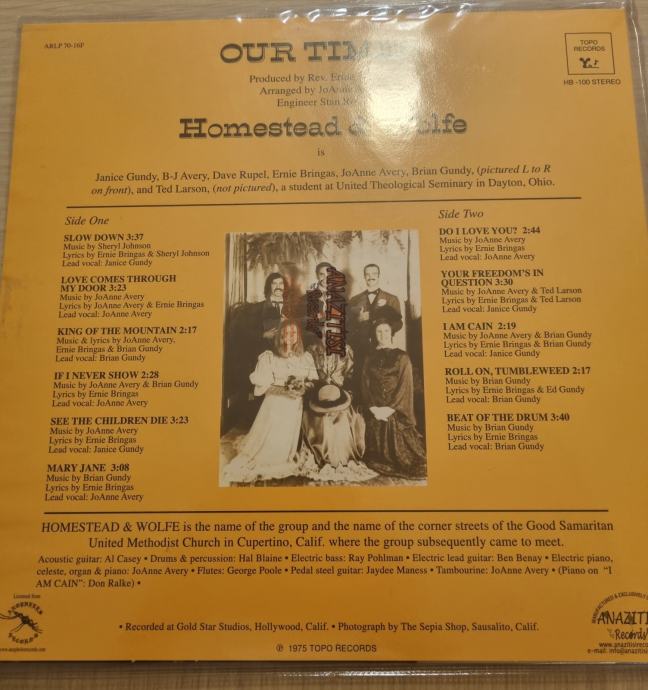 ARLP 70-16P
OUR TIM
TOPO
RECORDS
HB -100 STEREO
Produced by Rev. Ernie
Arranged by JoAnne
Engineer Stan
Homestead & Wolfe
is
Janice Gundy, B-J Avery, Dave Rupel, Ernie Bringas, JoAnne Avery, Brian Gundy, (pictured L to R
on front), and Ted Larson, (not pictured), a student at United Theological Seminary in Dayton, Ohio.
Side One
SLOW DOWN 3:37
Music by Sheryl Johnson
Lyrics by Ernie Bringas & Sheryl Johnson
Lead vocal: Janice Gundy
LOVE COMES THROUGH
MY DOOR 3:23
Music by JoAnne Avery
Lyrics by JoAnne Avery & Ernie Bringas
Lead vocal: JoAnne Avery
KING OF THE MOUNTAIN 2:17
Music & lyrics by JoAnne Avery,
Ernie Bringas & Brian Gundy
Lead vocal: Brian Gundy
IF I NEVER SHOW 2:28
Music by JoAnne Avery & Brian Gundy
Lyrics by Ernie Bringas
Lead vocal: JoAnne Avery
SEE THE CHILDREN DIE 3:23
Music by JoAnne Avery
Lyrics by Ernie Bringas
Lead vocal: Janice Gundy
MARY JANE 3:08
Music by Brian Gundy
Lyrics by Ernie Bringas
Lead vocal: JoAnne Avery
Side Two
DO I LOVE YOU? 2:44
Music by JoAnne Avery
Lyrics by Ernie Bringas
Lead vocal: JoAnne Avery
YOUR FREEDOM'S IN
QUESTION 3:30
Music by JoAnne Avery & Ted Larson
Lyrics by Ernie Bringas & Ted Larson
Lead vocal: Janice Gundy
I AM CAIN 2:19
Music by JoAnne Avery & Brian Gundy
Lyrics by Ernie Bringas & Brian Gundy
Lead vocal: Janice Gundy
ROLL ON, TUMBLEWEED 2:17
Music by Brian Gundy
Lyrics by Ernie Bringas & Ed Gundy
Lead vocal: Brian Gundy
BEAT OF THE DRUM 3:40
Music by Brian Gundy
Lyrics by Ernie Bringas
Lead vocal: Brian Gundy
ANAZITISI
HOMESTEAD & WOLFE is the name of the group and the name of the corner streets of the Good Samaritan
United Methodist Church in Cupertino, Calif. where the group subsequently came to meet.
Acoustic guitar: Al Casey • Drums & percussion: Hal Blaine • Electric bass: Ray Pohlman • Electric lead guitar: Ben Benay • Electric piano,
celeste, organ & piano: JoAnne Avery • Flutes: George Poole • Pedal steel guitar: Jaydee Maness • Tambourine: JoAnne Avery • (Piano on "I
AM CAIN": Don Ralke) •
Licensed from
• Recorded at Gold Star Studios, Hollywood, Calif. • Photograph by The Sepia Shop, Sausalito, Calif.
℗ 1975 TOPO RECORDS
MANUFACTURED & EXCLUSIVELY
ANAZITI
Records
www.anazitisireco
e-mail. info@anazitis